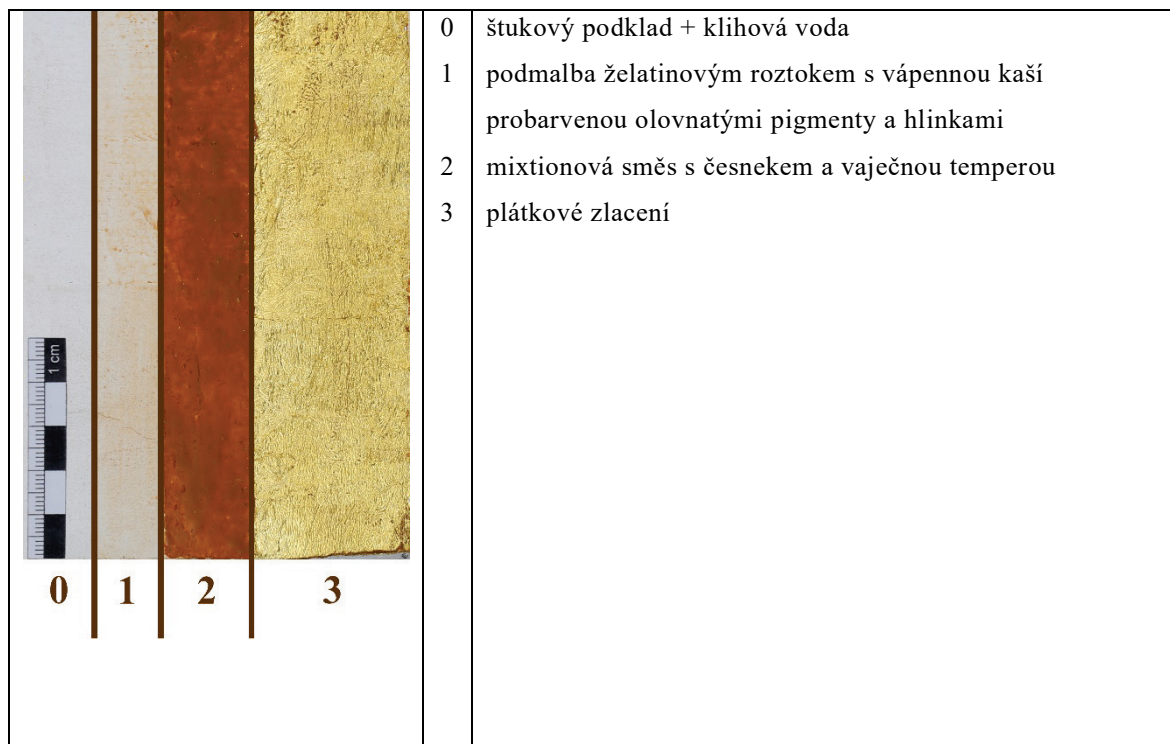 0 štukový podklad + klihová voda
1 podmalba želatinovým roztokem s vápennou kaší
probarvenou olovnatými pigmenty a hlinkami
2 mixtionová směs s česnekem a vaječnou temperou
3 plátkové zlacení
1 cm
0 1 2 3